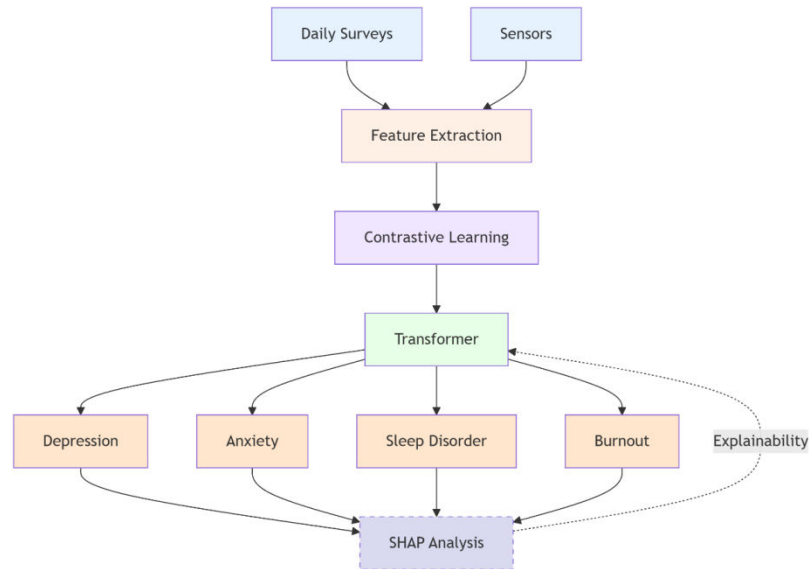 Daily Surveys
Sensors
Feature Extraction
Contrastive Learning
Transformer
Depression
Anxiety
Sleep Disorder
Burnout
Explainability
SHAP Analysis